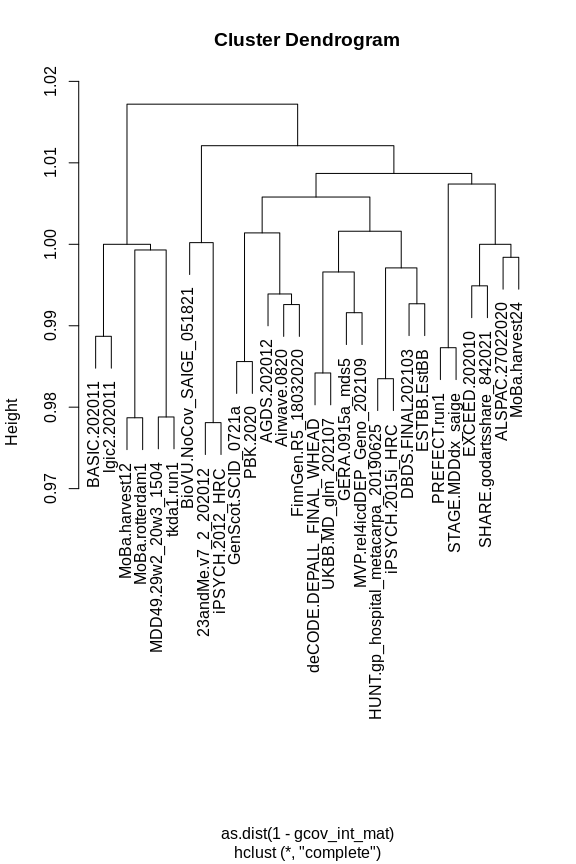 Cluster Dendrogram
Height
1.02
1.01
1.00
0.99
0.98
0.97
BASIC.202011
lgic2.202011
MoBa.harvest12
MoBa.rotterdam1
MDD49.29w2_20w3_1504
tkda1.run1
BioVU.NoCov_SAIGE_051821
23andMe.v7_2_202012
iPSYCH.2012_HRC
GenScot.SCID_0721a
PBK.2020
AGDS.202012
Airwave.0820
FinnGen.R5_18032020
deCODE.DEPALL_FINAL_WHEAD
UKBB.MD_glm_202107
GERA.0915a_mds5
MVP.rel4icdDEP_Geno_202109
HUNT.gp_hospital_metacarpa_20190625
iPSYCH.2015i_HRC
DBDS.FINAL202103
ESTBB.EstBB
PREFECT.run1
STAGE.MDDdx_saige
EXCEED.202010
SHARE.godartsshare_842021
ALSPAC.27022020
MoBa.harvest24
as.dist(1 - gcov_int_mat)
hclust (*, "complete")